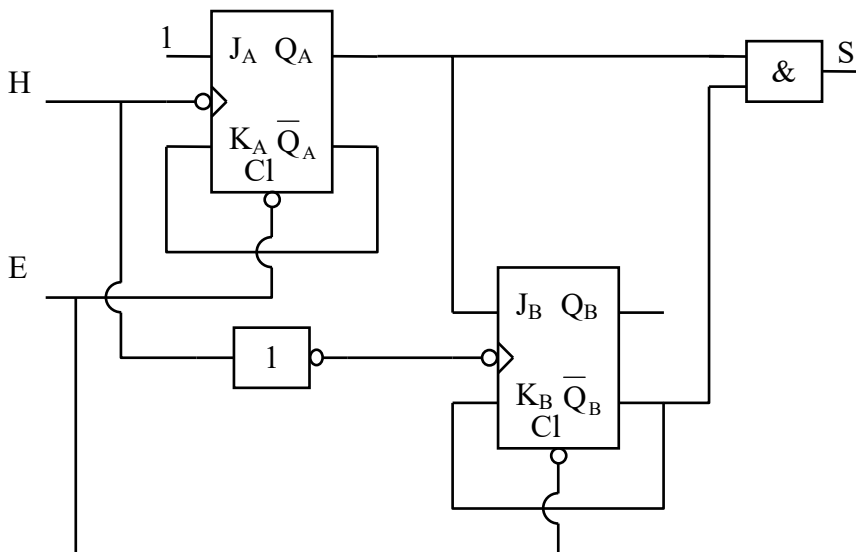 1
J_A Q_A
H
K_A Q̅_A
Cl
& S
E
J_B Q_B
1
K_B Q̅_B
Cl